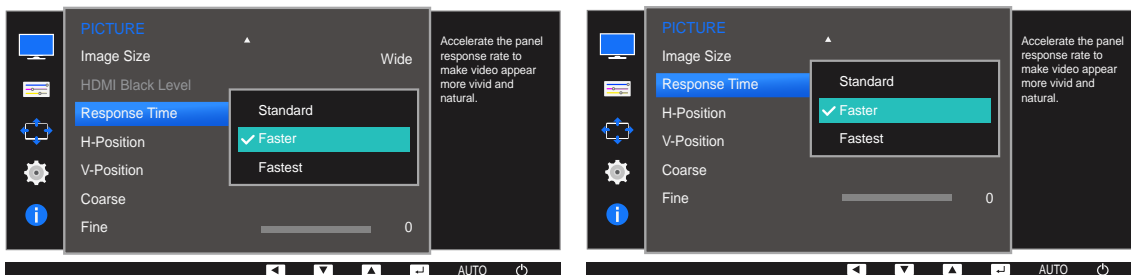 PICTURE
Image Size
Wide
HDMI Black Level
Response Time
Standard
Faster
Fastest
H-Position
V-Position
Coarse
Fine
0
Accelerate the panel
response rate to
make video appear
more vivid and
natural.
AUTO
PICTURE
Image Size
Response Time
Standard
Faster
Fastest
H-Position
V-Position
Coarse
Fine
0
Accelerate the panel
response rate to
make video appear
more vivid and
natural.
AUTO